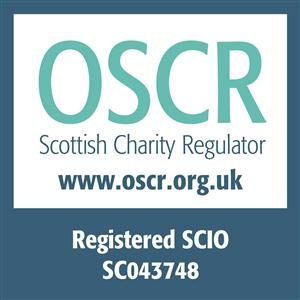 OSCR
Scottish Charity Regulator
www.oscr.org.uk
Registered SCIO
SC043748